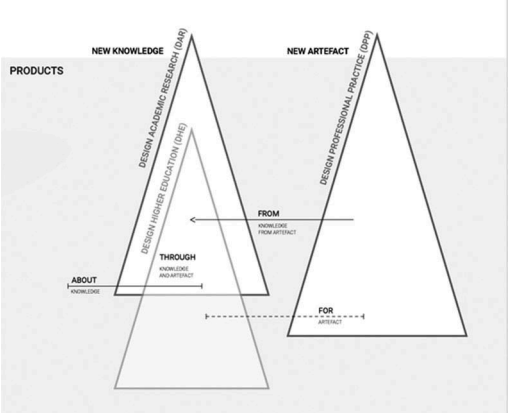 NEW KNOWLEDGE
NEW ARTEFACT
PRODUCTS
DESIGN ACADEMIC RESEARCH (DAR)
DESIGN PROFESSIONAL PRACTICE (DPP)
DESIGN HIGHER EDUCATION (DHE)
FROM
KNOWLEDGE
FROM ARTEFACT
THROUGH
KNOWLEDGE
AND ARTEFACT
ABOUT
KNOWLEDGE
FOR
ARTEFACT